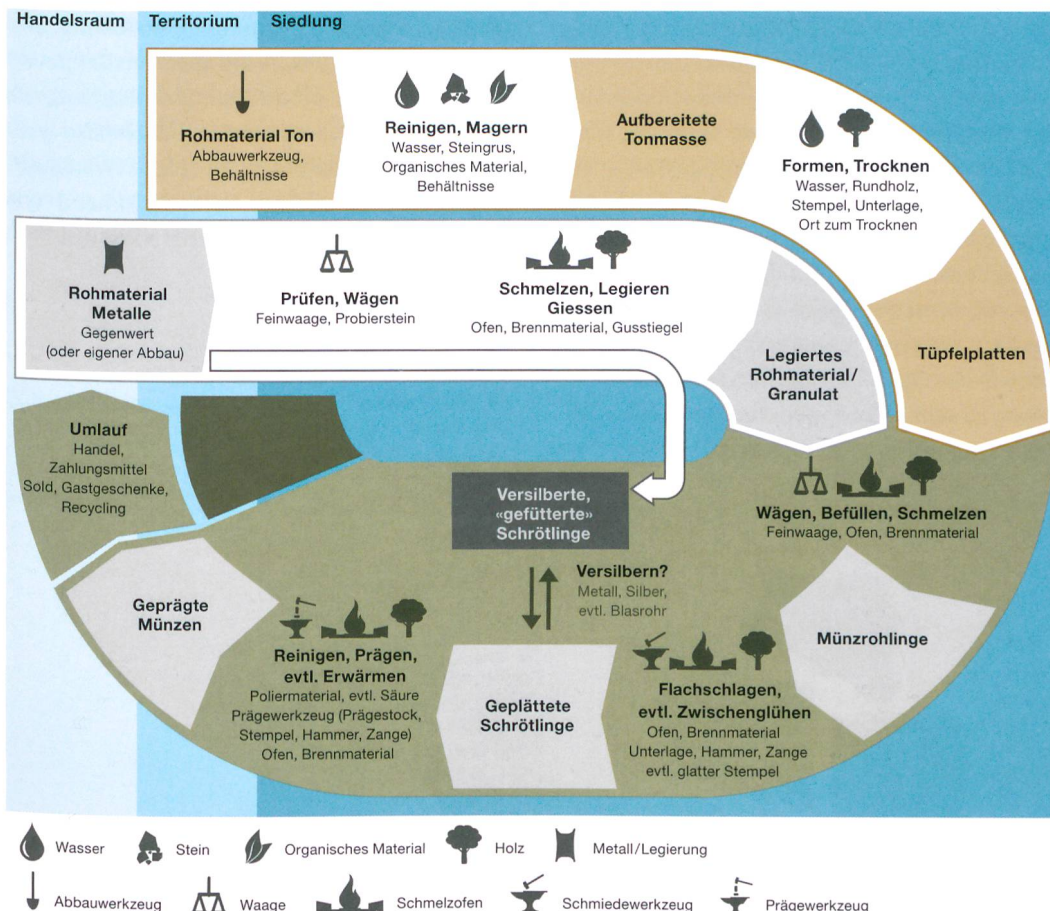 Handelsraum Territorium Siedlung
Rohmaterial Ton
Abbauwerkzeug,
Behältnisse
Reinigen, Magern
Wasser, Steingrus,
Organisches Material,
Behältnisse
Aufbereitete
Tonmasse
Formen, Trocknen
Wasser, Rundholz,
Stempel, Unterlage,
Ort zum Trocknen
Tüpfelplatten
Rohmaterial
Metalle
Gegenwert
(oder eigener Abbau)
Prüfen, Wägen
Feinwaage, Probierstein
Schmelzen, Legieren
Giessen
Ofen, Brennmaterial, Gusstiegel
Legiertes
Rohmaterial/
Granulat
Wägen, Befüllen, Schmelzen
Feinwaage, Ofen, Brennmaterial
Münzrohlinge
Flachschlagen,
evtl. Zwischenglühen
Ofen, Brennmaterial
Unterlage, Hammer, Zange
evtl. glatter Stempel
Versilberte,
«gefütterte»
Schrötlinge
Versilbern?
Metall, Silber,
evtl. Blasrohr
Geplättete
Schrötlinge
Reinigen, Prägen,
evtl. Erwärmen
Poliermaterial, evtl. Säure
Prägewerkzeug (Prägestock,
Stempel, Hammer, Zange)
Ofen, Brennmaterial
Geprägte
Münzen
Umlauf
Handel,
Zahlungsmittel
Sold, Gastgeschenke,
Recycling
Wasser Stein Organisches Material Holz Metall/Legierung
Abbauwerkzeug Waage Schmelzofen Schmiedewerkzeug Prägewerkzeug